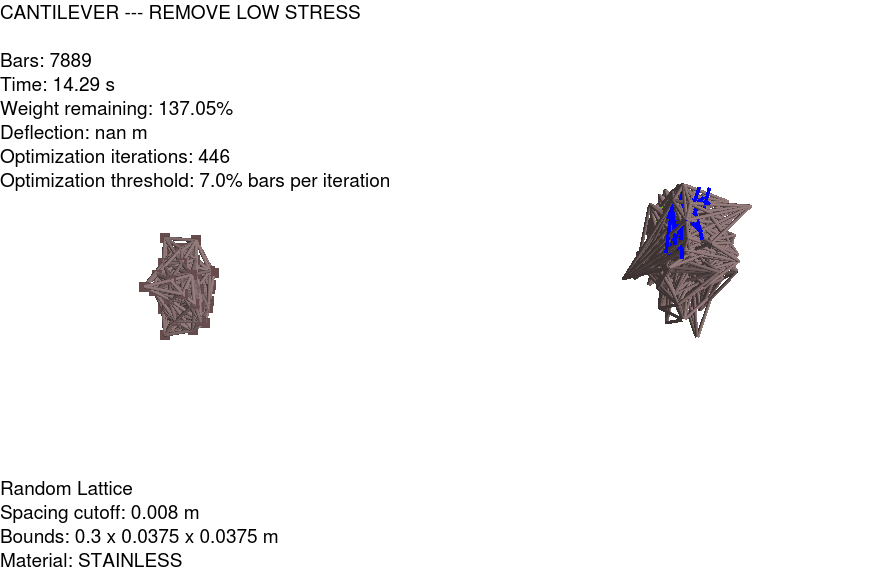 CANTILEVER --- REMOVE LOW STRESS
Bars: 7889
Time: 14.29 s
Weight remaining: 137.05%
Deflection: nan m
Optimization iterations: 446
Optimization threshold: 7.0% bars per iteration
Random Lattice
Spacing cutoff: 0.008 m
Bounds: 0.3 x 0.0375 x 0.0375 m
Material: STAINLESS